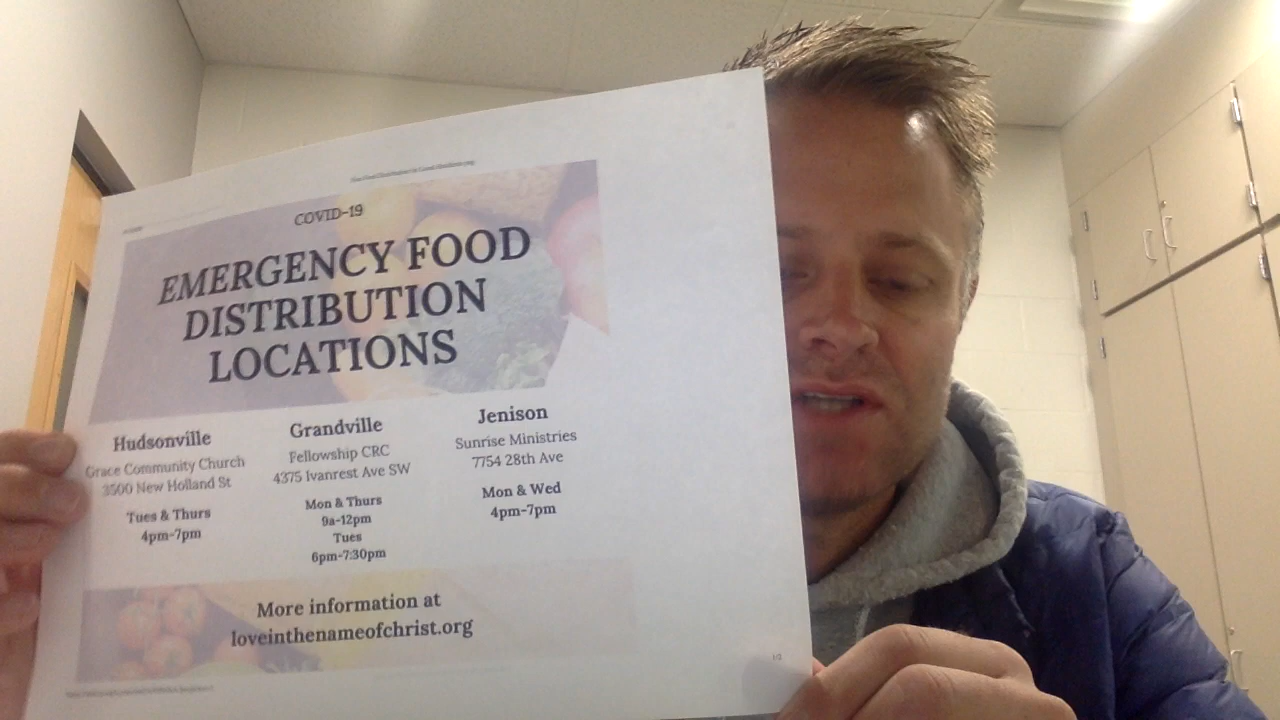 COVID-19
EMERGENCY FOOD
DISTRIBUTION
LOCATIONS
Hudsonville
Grace Community Church
3500 New Holland St
Tues & Thurs
4pm-7pm
Grandville
Fellowship CRC
4375 Ivanrest Ave SW
Mon & Thurs
9a-12pm
Tues
6pm-7:30pm
Jenison
Sunrise Ministries
7754 28th Ave
Mon & Wed
4pm-7pm
More information at
loveinthenameofchrist.org